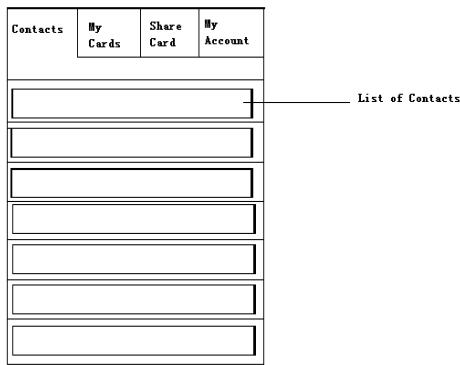 Contacts
My
Cards
Share
Card
My
Account
List of Contacts